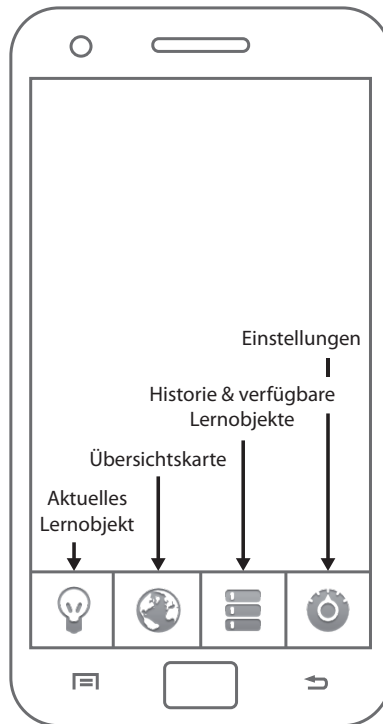 Einstellungen
Historie & verfügbare
Lernobjekte
Übersichtskarte
Aktuelles
Lernobjekt